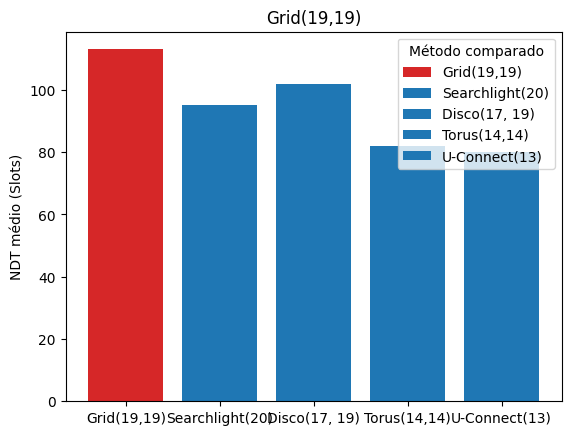 Grid(19,19)
Método comparado
Grid(19,19)
Searchlight(20)
Disco(17, 19)
Torus(14,14)
U-Connect(13)
NDT médio (Slots)
100
80
60
40
20
0
Grid(19,19) Searchlight(20) Disco(17, 19) Torus(14,14) U-Connect(13)